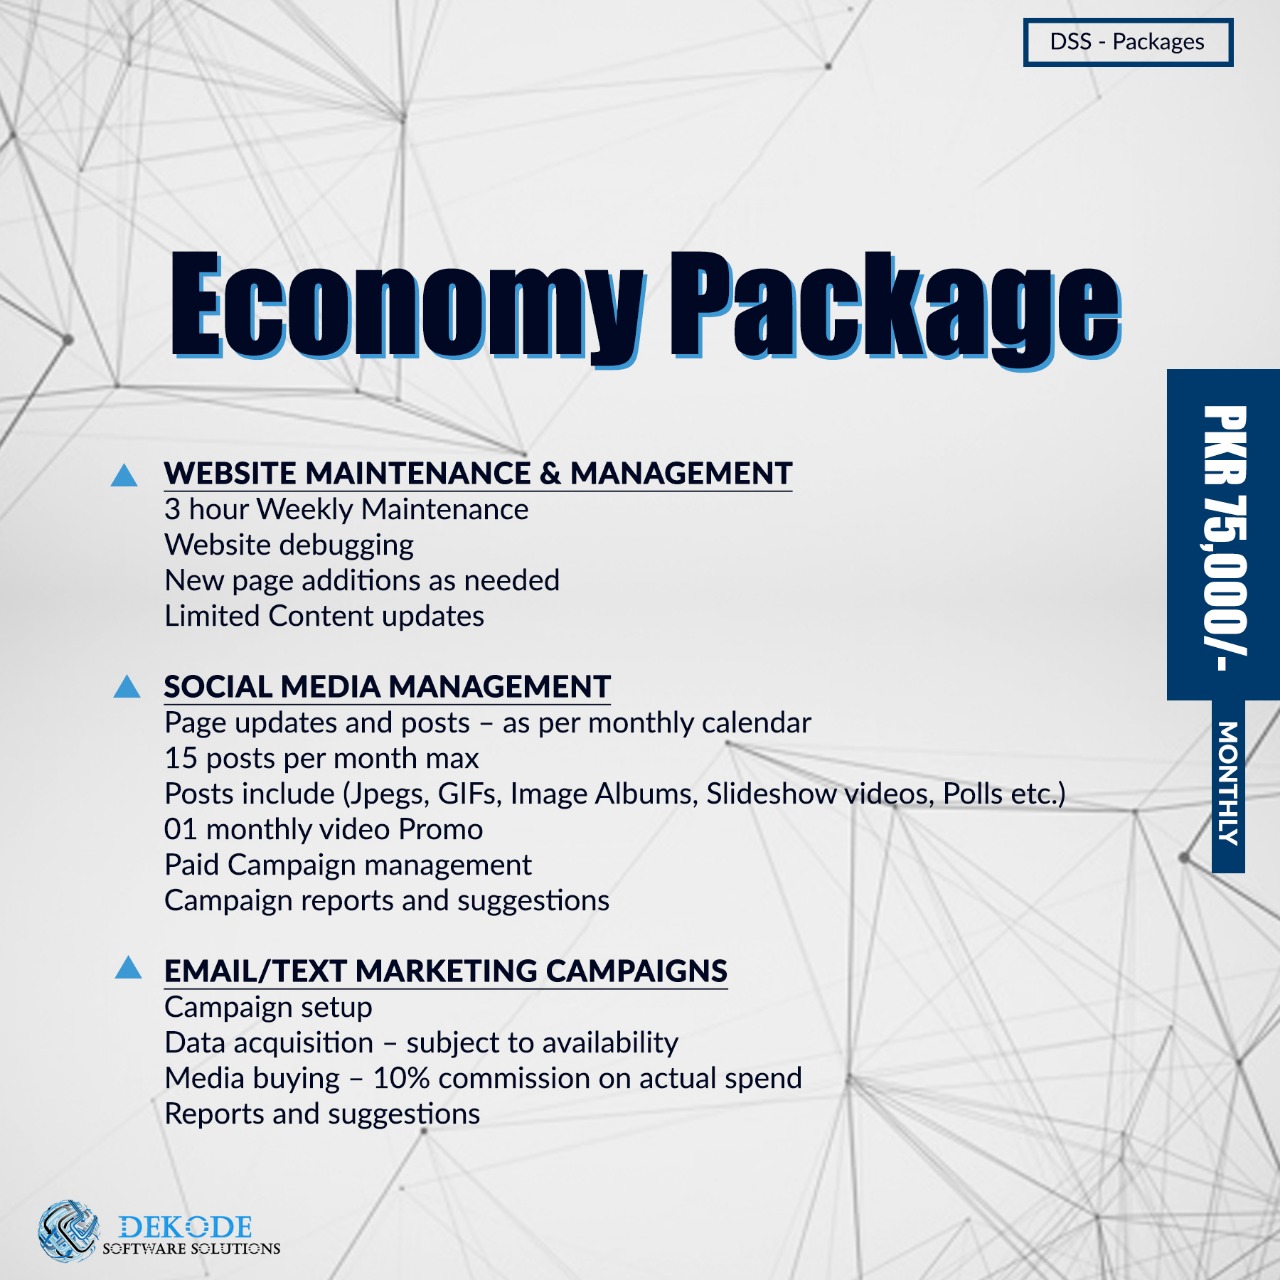 DSS - Packages
Economy Package
PKR 75,000/-
MONTHLY
WEBSITE MAINTENANCE & MANAGEMENT
3 hour Weekly Maintenance
Website debugging
New page additions as needed
Limited Content updates
SOCIAL MEDIA MANAGEMENT
Page updates and posts – as per monthly calendar
15 posts per month max
Posts include (Jpegs, GIFs, Image Albums, Slideshow videos, Polls etc.)
01 monthly video Promo
Paid Campaign management
Campaign reports and suggestions
EMAIL/TEXT MARKETING CAMPAIGNS
Campaign setup
Data acquisition – subject to availability
Media buying – 10% commission on actual spend
Reports and suggestions
DEKODE
SOFTWARE SOLUTIONS